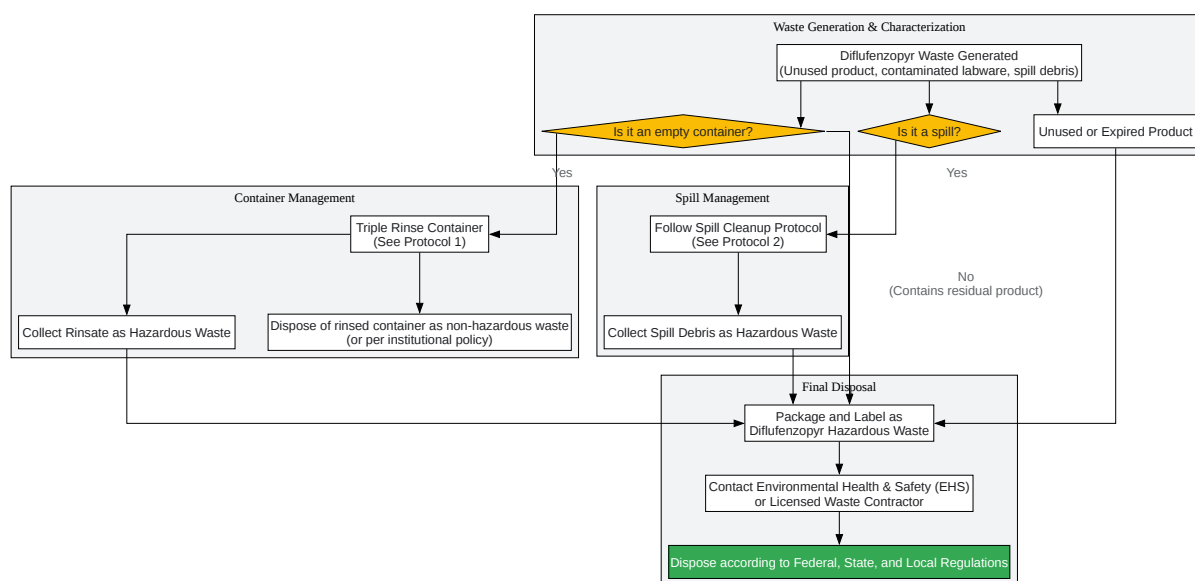 Waste Generation & Characterization
Diflufenzopyr Waste Generated
(Unused product, contaminated labware, spill debris)
Is it an empty container?
Is it a spill?
Unused or Expired Product
Yes
Yes
Container Management
Spill Management
Triple Rinse Container
(See Protocol 1)
Follow Spill Cleanup Protocol
(See Protocol 2)
No
(Contains residual product)
Collect Rinsate as Hazardous Waste
Dispose of rinsed container as non-hazardous waste
(or per institutional policy)
Collect Spill Debris as Hazardous Waste
Final Disposal
Package and Label as
Diflufenzopyr Hazardous Waste
Contact Environmental Health & Safety (EHS)
or Licensed Waste Contractor
Dispose according to Federal, State, and Local Regulations